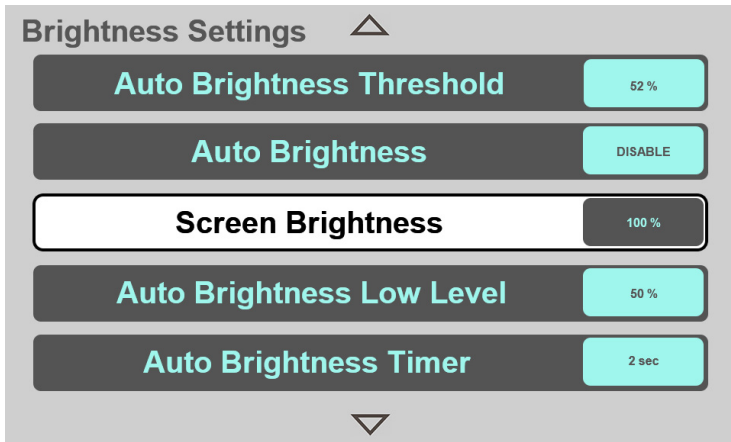 Brightness Settings
Auto Brightness Threshold 52 %
Auto Brightness DISABLE
Screen Brightness 100 %
Auto Brightness Low Level 50 %
Auto Brightness Timer 2 sec